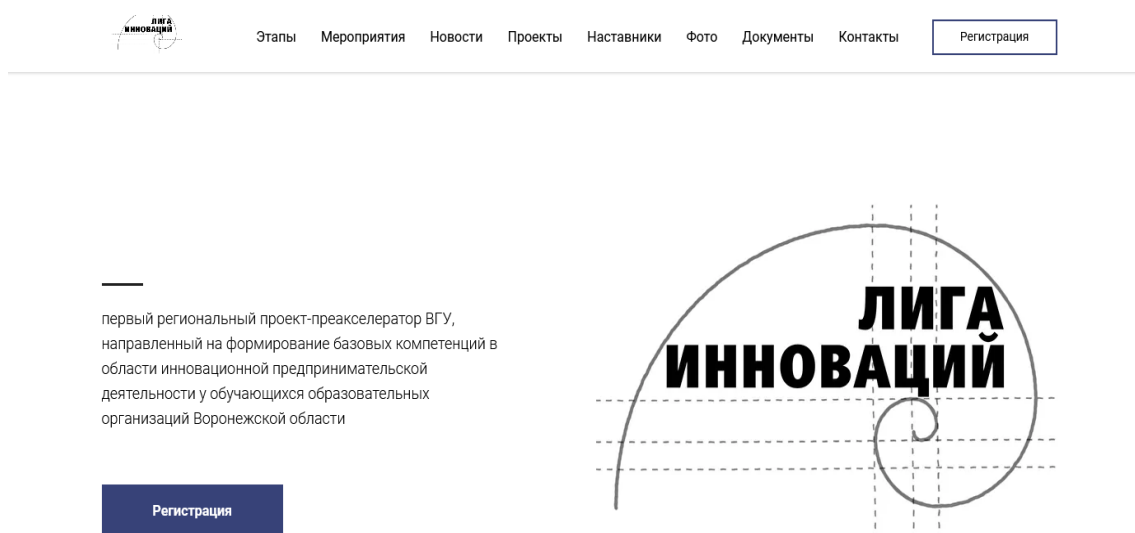 ЛИГА
ИННОВАЦИЙ
Этапы Мероприятия Новости Проекты Наставники Фото Документы Контакты Регистрация
первый региональный проект-преакселератор ВГУ,
направленный на формирование базовых компетенций в
области инновационной предпринимательской
деятельности у обучающихся образовательных
организаций Воронежской области
Регистрация
ЛИГА
ИННОВАЦИЙ